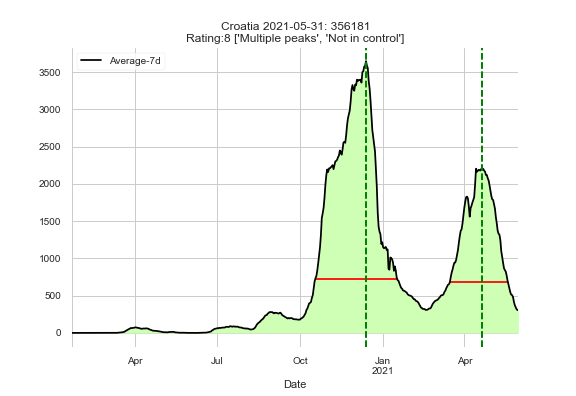 Croatia 2021-05-31: 356181
Rating:8 ['Multiple peaks', 'Not in control']
Average-7d
3500
3000
2500
2000
1500
1000
500
0
Apr Jul Oct Jan Apr
2021
Date